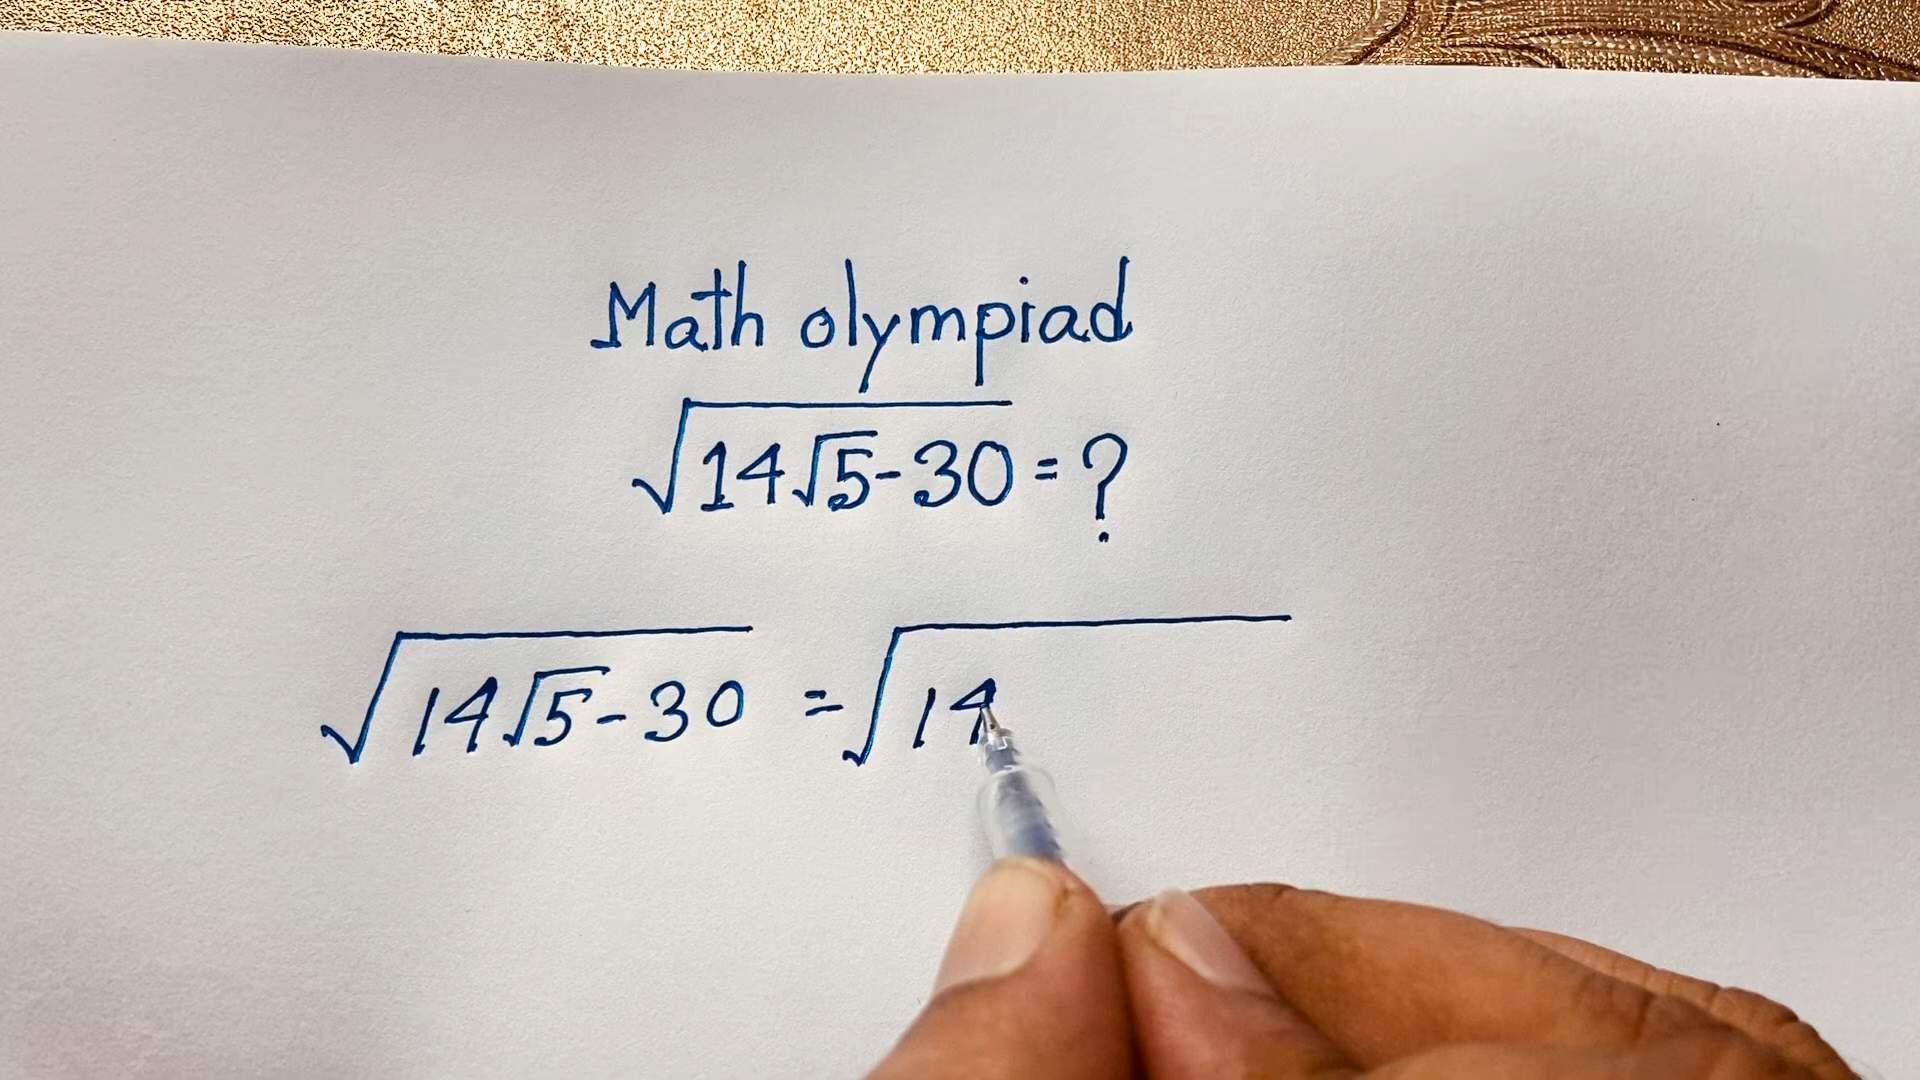 Math olympiad
√(14√5-30) = ?
√(14√5-30) = √(14